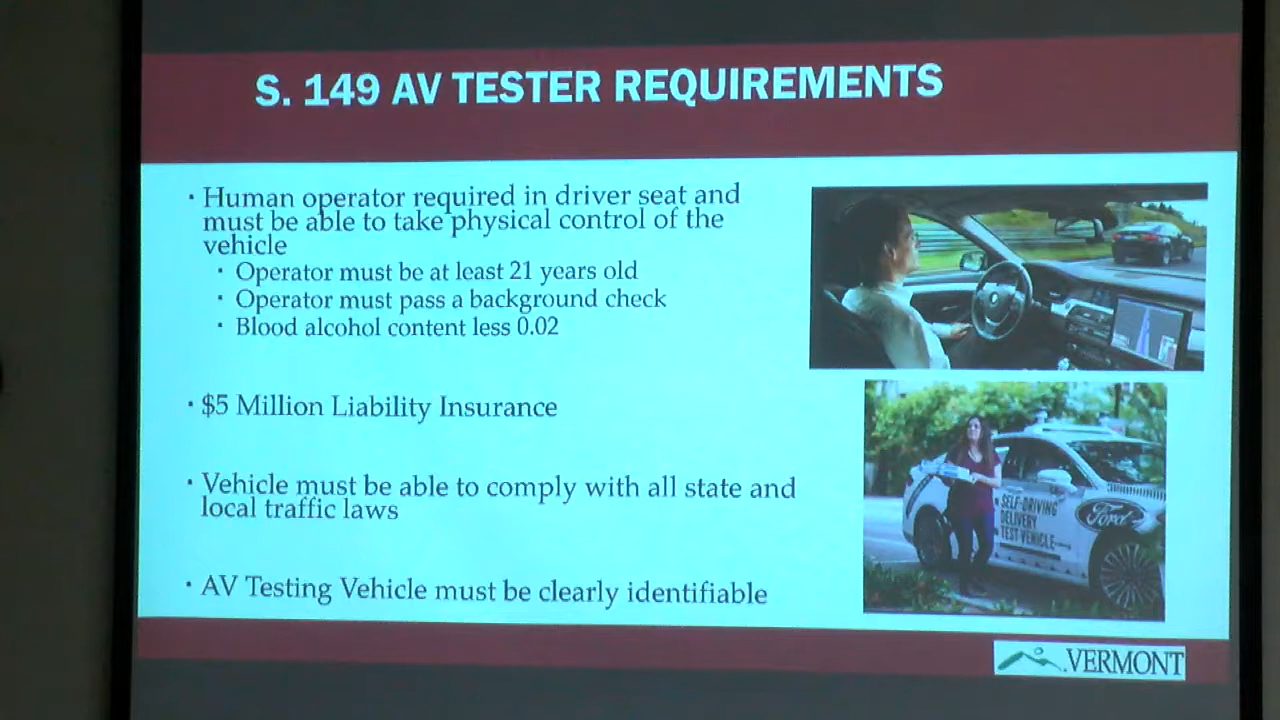 S. 149 AV TESTER REQUIREMENTS
· Human operator required in driver seat and
must be able to take physical control of the
vehicle
· Operator must be at least 21 years old
· Operator must pass a background check
· Blood alcohol content less 0.02
· $5 Million Liability Insurance
· Vehicle must be able to comply with all state and
local traffic laws
· AV Testing Vehicle must be clearly identifiable
SELF-DRIVING
DELIVERY
TEST VEHICLE
Ford
VERMONT